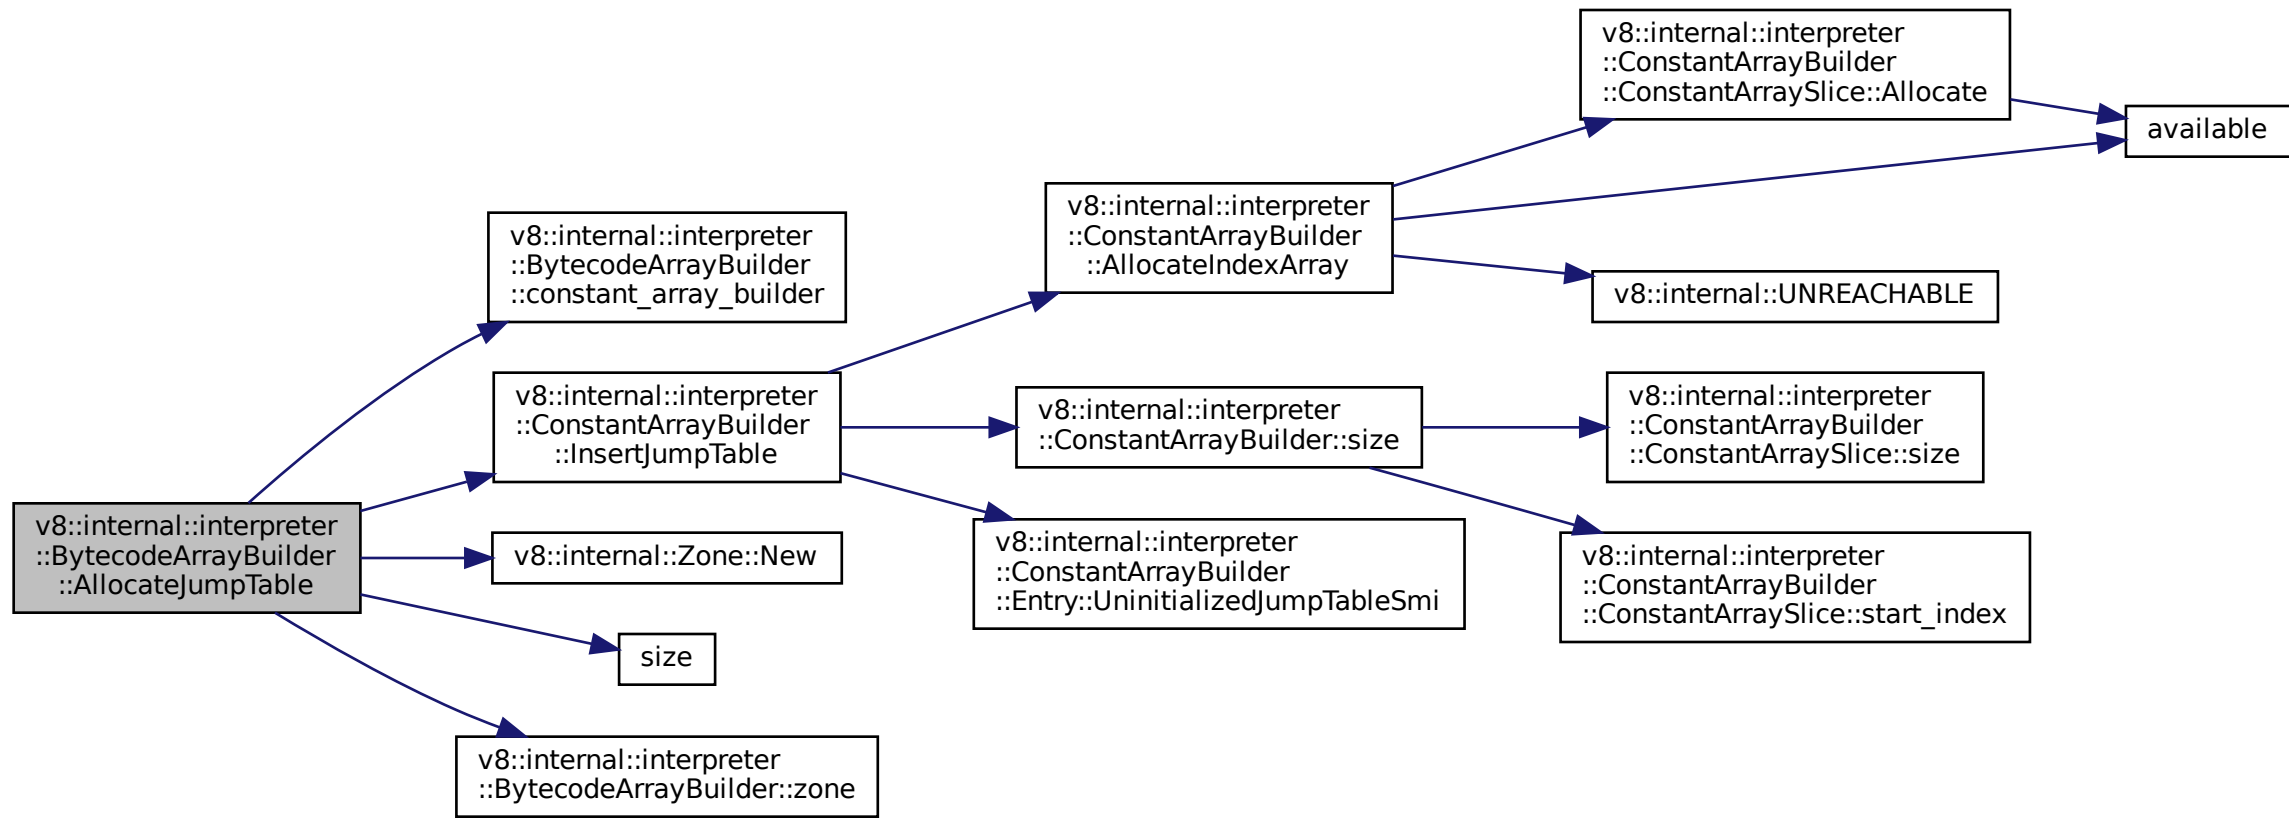 v8::internal::interpreter
::BytecodeArrayBuilder
::AllocateJumpTable
v8::internal::interpreter
::BytecodeArrayBuilder
::constant_array_builder
v8::internal::interpreter
::ConstantArrayBuilder
::InsertJumpTable
v8::internal::Zone::New
size
v8::internal::interpreter
::BytecodeArrayBuilder::zone
v8::internal::interpreter
::ConstantArrayBuilder
::AllocateIndexArray
v8::internal::interpreter
::ConstantArrayBuilder::size
v8::internal::interpreter
::ConstantArrayBuilder
::Entry::UninitializedJumpTableSmi
v8::internal::interpreter
::ConstantArrayBuilder
::ConstantArraySlice::Allocate
v8::internal::UNREACHABLE
v8::internal::interpreter
::ConstantArrayBuilder
::ConstantArraySlice::size
v8::internal::interpreter
::ConstantArrayBuilder
::ConstantArraySlice::start_index
available